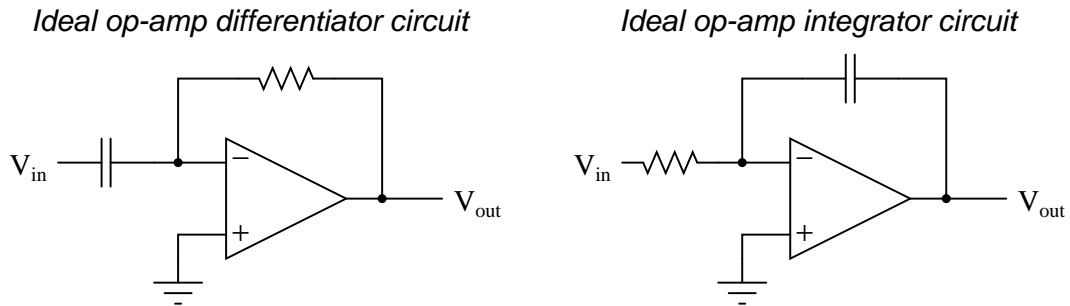 Ideal op-amp differentiator circuit
Ideal op-amp integrator circuit
Vin
−
+
Vout
Vin
−
+
Vout